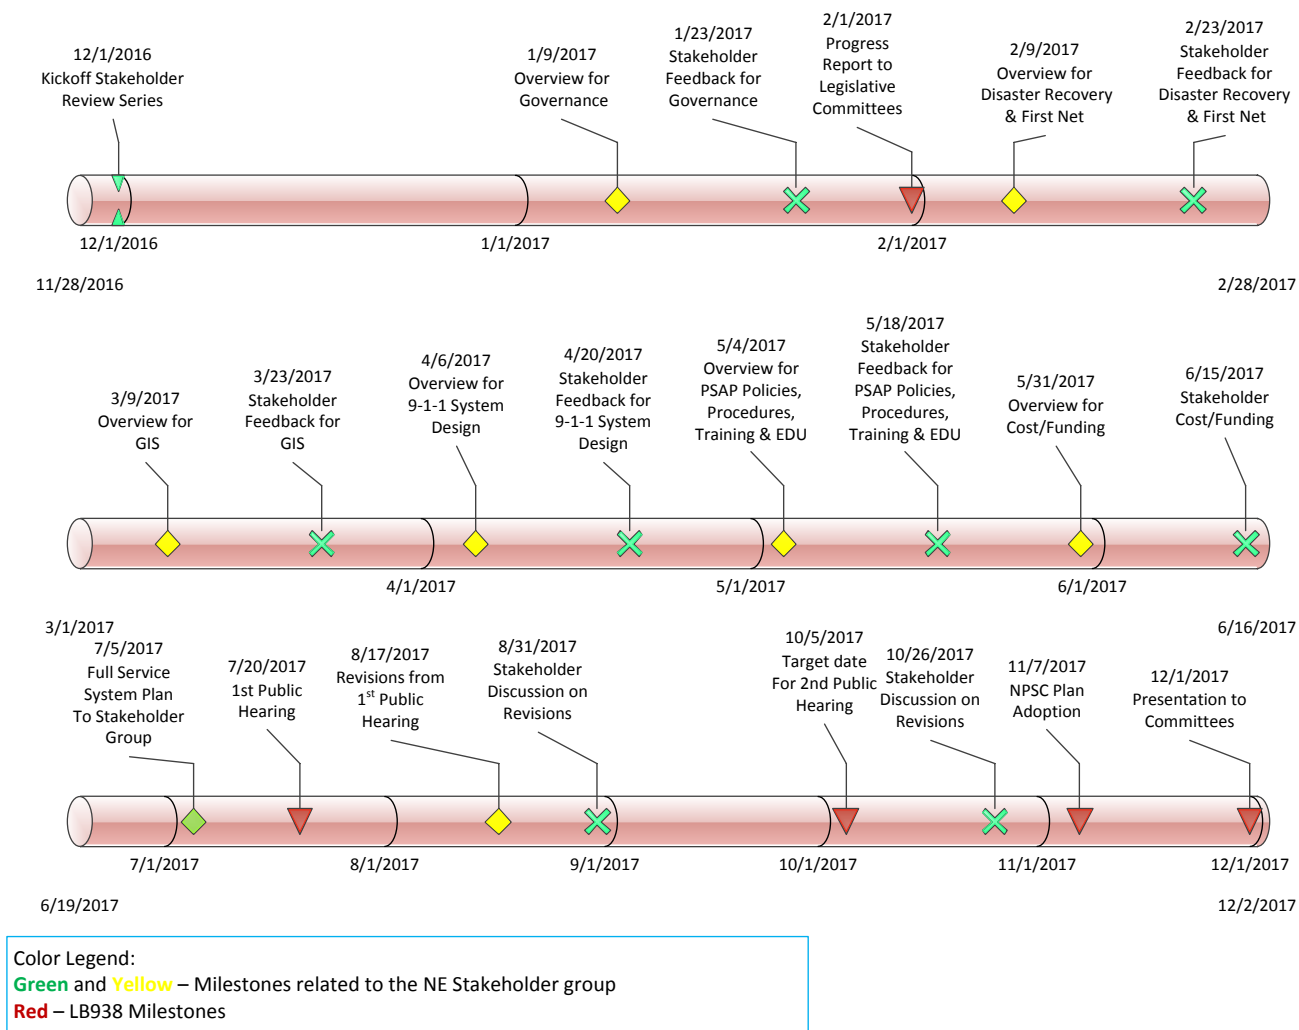 12/1/2016
Kickoff Stakeholder
Review Series
1/9/2017
Overview for
Governance
1/23/2017
Stakeholder
Feedback for
Governance
2/1/2017
Progress
Report to
Legislative
Committees
2/9/2017
Overview for
Disaster Recovery
& First Net
2/23/2017
Stakeholder
Feedback for
Disaster Recovery
& First Net
12/1/2016
1/1/2017
2/1/2017
11/28/2016
2/28/2017
3/9/2017
Overview for
GIS
3/23/2017
Stakeholder
Feedback for
GIS
4/6/2017
Overview for
9-1-1 System
Design
4/20/2017
Stakeholder
Feedback for
9-1-1 System
Design
5/4/2017
Overview for
PSAP Policies,
Procedures,
Training & EDU
5/18/2017
Stakeholder
Feedback for
PSAP Policies,
Procedures,
Training & EDU
5/31/2017
Overview for
Cost/Funding
6/15/2017
Stakeholder
Cost/Funding
4/1/2017
5/1/2017
6/1/2017
3/1/2017
6/16/2017
7/5/2017
Full Service
System Plan
To Stakeholder
Group
7/20/2017
1st Public
Hearing
8/17/2017
Revisions from
1st Public
Hearing
8/31/2017
Stakeholder
Discussion on
Revisions
10/5/2017
Target date
For 2nd Public
Hearing
10/26/2017
Stakeholder
Discussion on
Revisions
11/7/2017
NPSC Plan
Adoption
12/1/2017
Presentation to
Committees
7/1/2017
8/1/2017
9/1/2017
10/1/2017
11/1/2017
12/1/2017
6/19/2017
12/2/2017
Color Legend:
Green and Yellow – Milestones related to the NE Stakeholder group
Red – LB938 Milestones